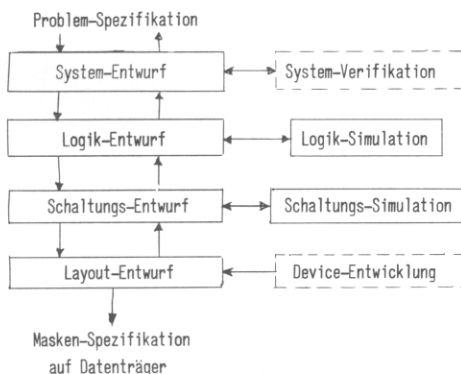 Problem-Spezifikation
System-Entwurf
System-Verifikation
Logik-Entwurf
Logik-Simulation
Schaltungs-Entwurf
Schaltungs-Simulation
Layout-Entwurf
Device-Entwicklung
Masken-Spezifikation
auf Datenträger